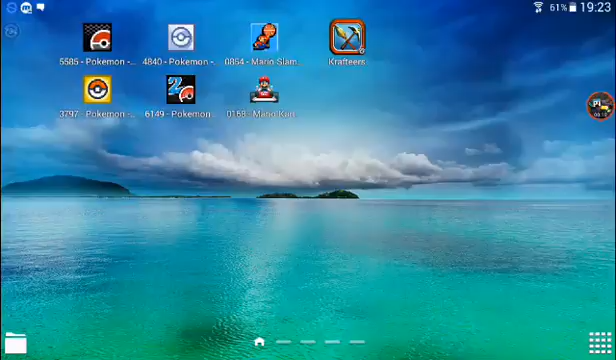 61% 19:23
5585 - Pokemon -... 4840 - Pokemon -... 0854 - Mario Slam... Krafteers
3797 - Pokemon -... 6149 - Pokemon... 0168 - Mario Kart...